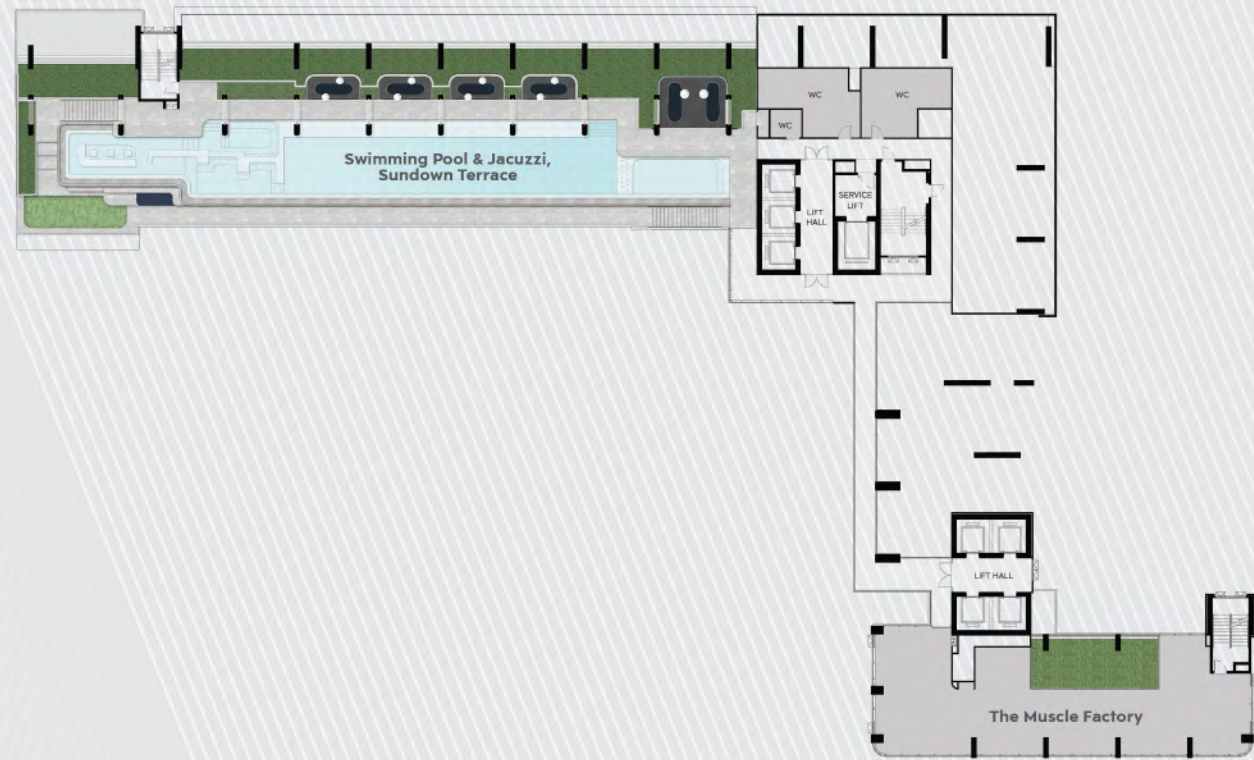 WC
WC
WC
Swimming Pool & Jacuzzi,
Sundown Terrace
LIFT
HALL
SERVICE
LIFT
LIFT HALL
The Muscle Factory